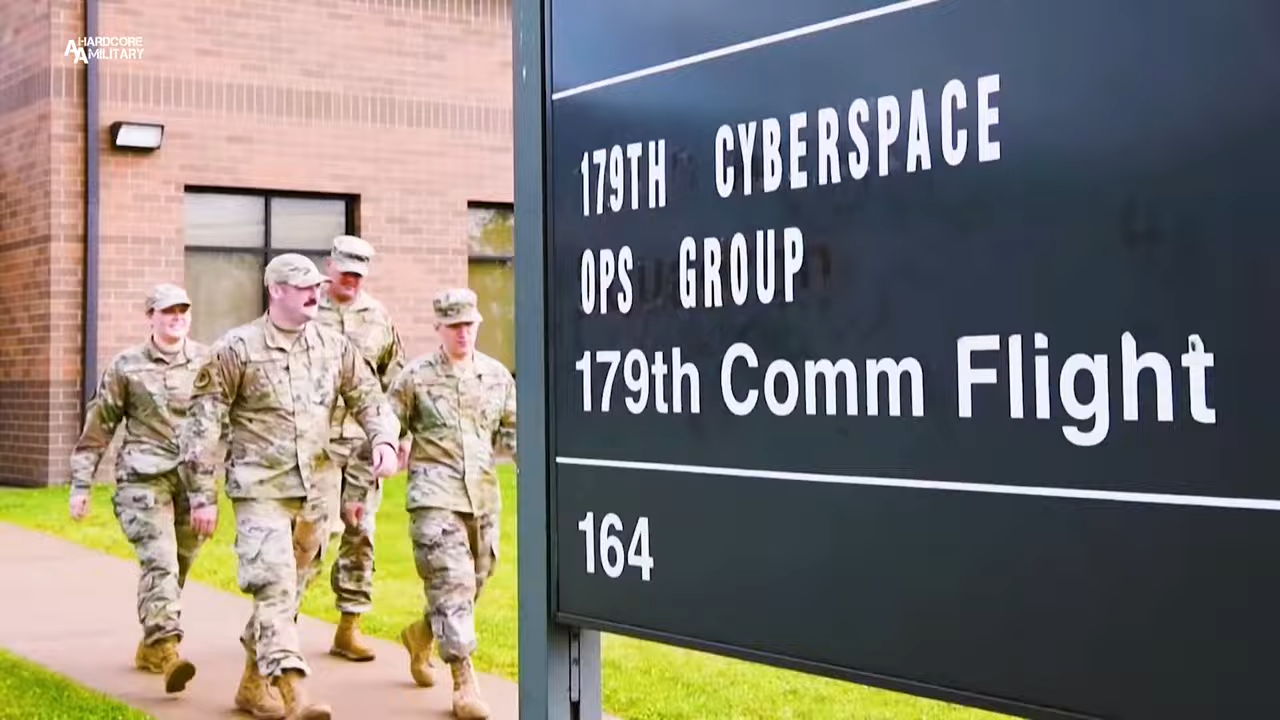 HARDCORE
MILITARY
179TH CYBERSPACE
OPS GROUP
179th Comm Flight
164